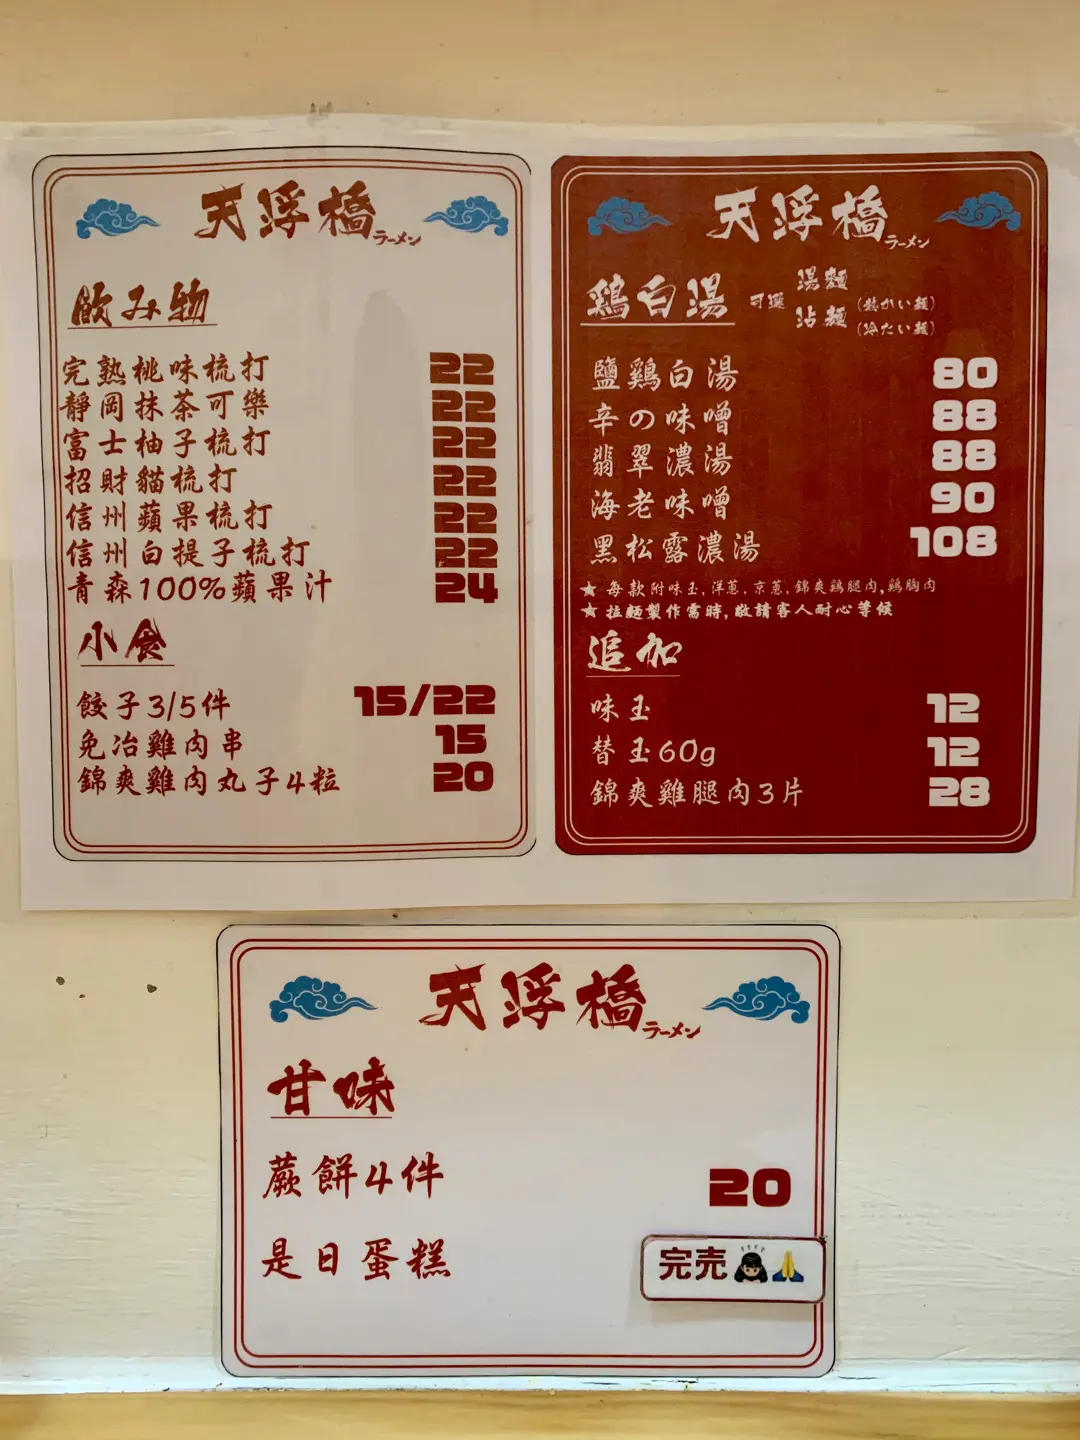 天浮橋
ラーメン
飲み物
完熟桃味梳打 22
靜岡抹茶可樂 22
富士柚子梳打 22
招財貓梳打 22
信州蘋果梳打 22
信州白提子梳打 22
青森100%蘋果汁 24
小食
餃子3/5件 15/22
免治雞肉串 15
錦爽雞肉丸子4粒 20
天浮橋
ラーメン
鶏白湯 可選 湯麵 (熱かい麺)
沾麵 (冷たい麺)
鹽鷄白湯 80
辛の味噌 88
翡翠濃湯 88
海老味噌 90
黑松露濃湯 108
★ 每款附味玉,洋蔥,京蔥,錦爽鶏腿肉,鶏胸肉
★ 拉麵製作需時,敬請客人耐心等候
追加
味玉 12
替玉60g 12
錦爽雞腿肉3片 28
天浮橋
ラーメン
甘味
蕨餅4件 20
是日蛋糕 完売🙇🏻‍♀️🙏